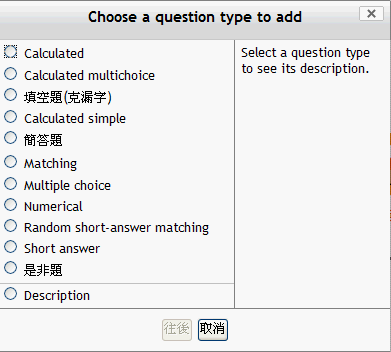 Choose a question type to add
Calculated
Calculated multichoice
填空題(克漏字)
Calculated simple
簡答題
Matching
Multiple choice
Numerical
Random short-answer matching
Short answer
是非題
Description
Select a question type
to see its description.
往後
取消